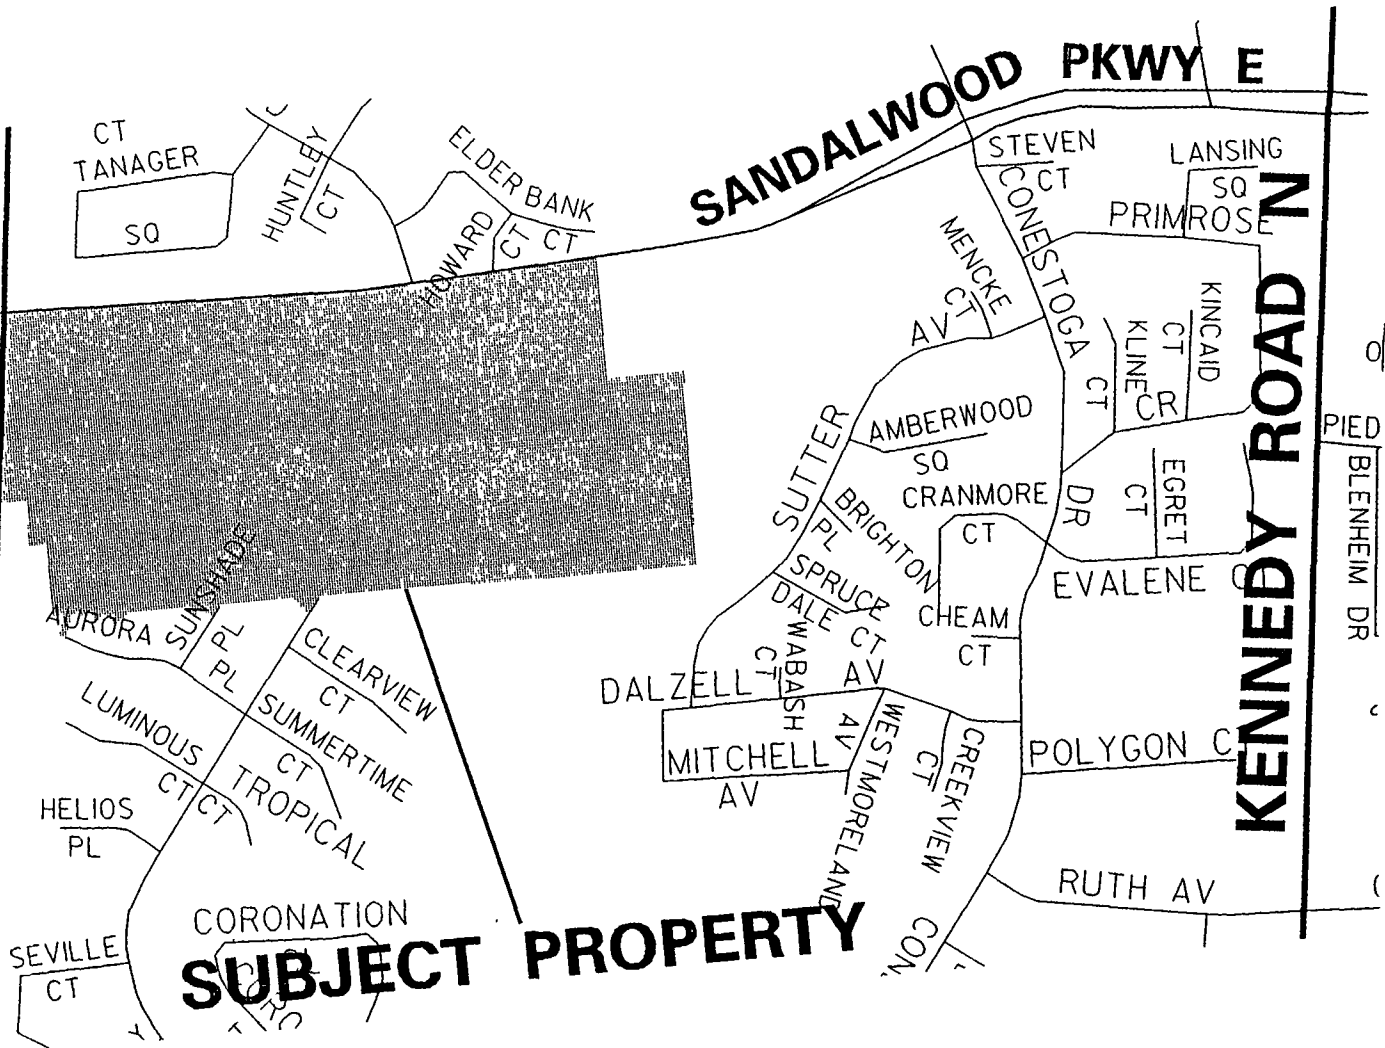 SANDALWOOD PKWY E
CT
TANAGER
SQ
HUNTLEY
CT
ELDER BANK
CT
HOWARD
CT
STEVEN
CT
LANSING
SQ
PRIMROSE
CONESTOGA
MENCKE
CT
AV
KLINE
CT
KINCAID
CT
CR
KENNEDY ROAD N
PIED
BLENHEIM DR
SUTTER
AMBERWOOD
SQ
CRANMORE
CT
DR
EGRET
CT
BRIGHTON
PL
SPRUCE
DALE CT
EVALENE
CHEAM
CT
WABASH
CT
DALZELL AV
MITCHELL
AV
AV
WESTMORELAND
CREEKVIEW
CT
POLYGON C
RUTH AV
CON
AURORA
PL
SUNSHADE
PL
CLEARVIEW
CT
SUMMERTIME
CT
LUMINOUS
CT
CT
TROPICAL
HELIOS
PL
CORONATION
SEVILLE
CT
SUBJECT PROPERTY